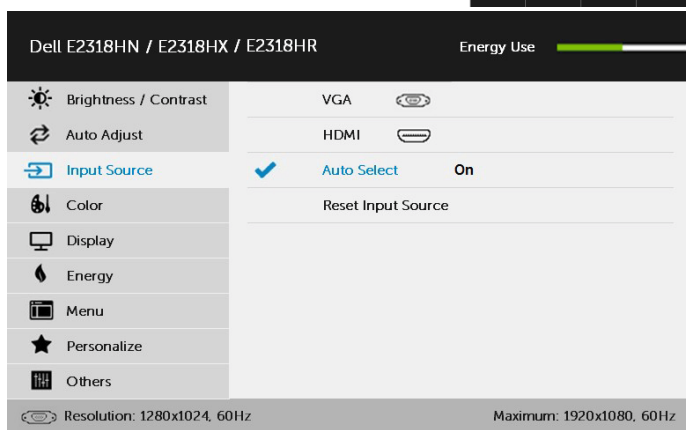 Dell E2318HN / E2318HX / E2318HR Energy Use
Brightness / Contrast VGA
Auto Adjust HDMI
Input Source Auto Select On
Color Reset Input Source
Display
Energy
Menu
Personalize
Others
Resolution: 1280x1024, 60Hz Maximum: 1920x1080, 60Hz